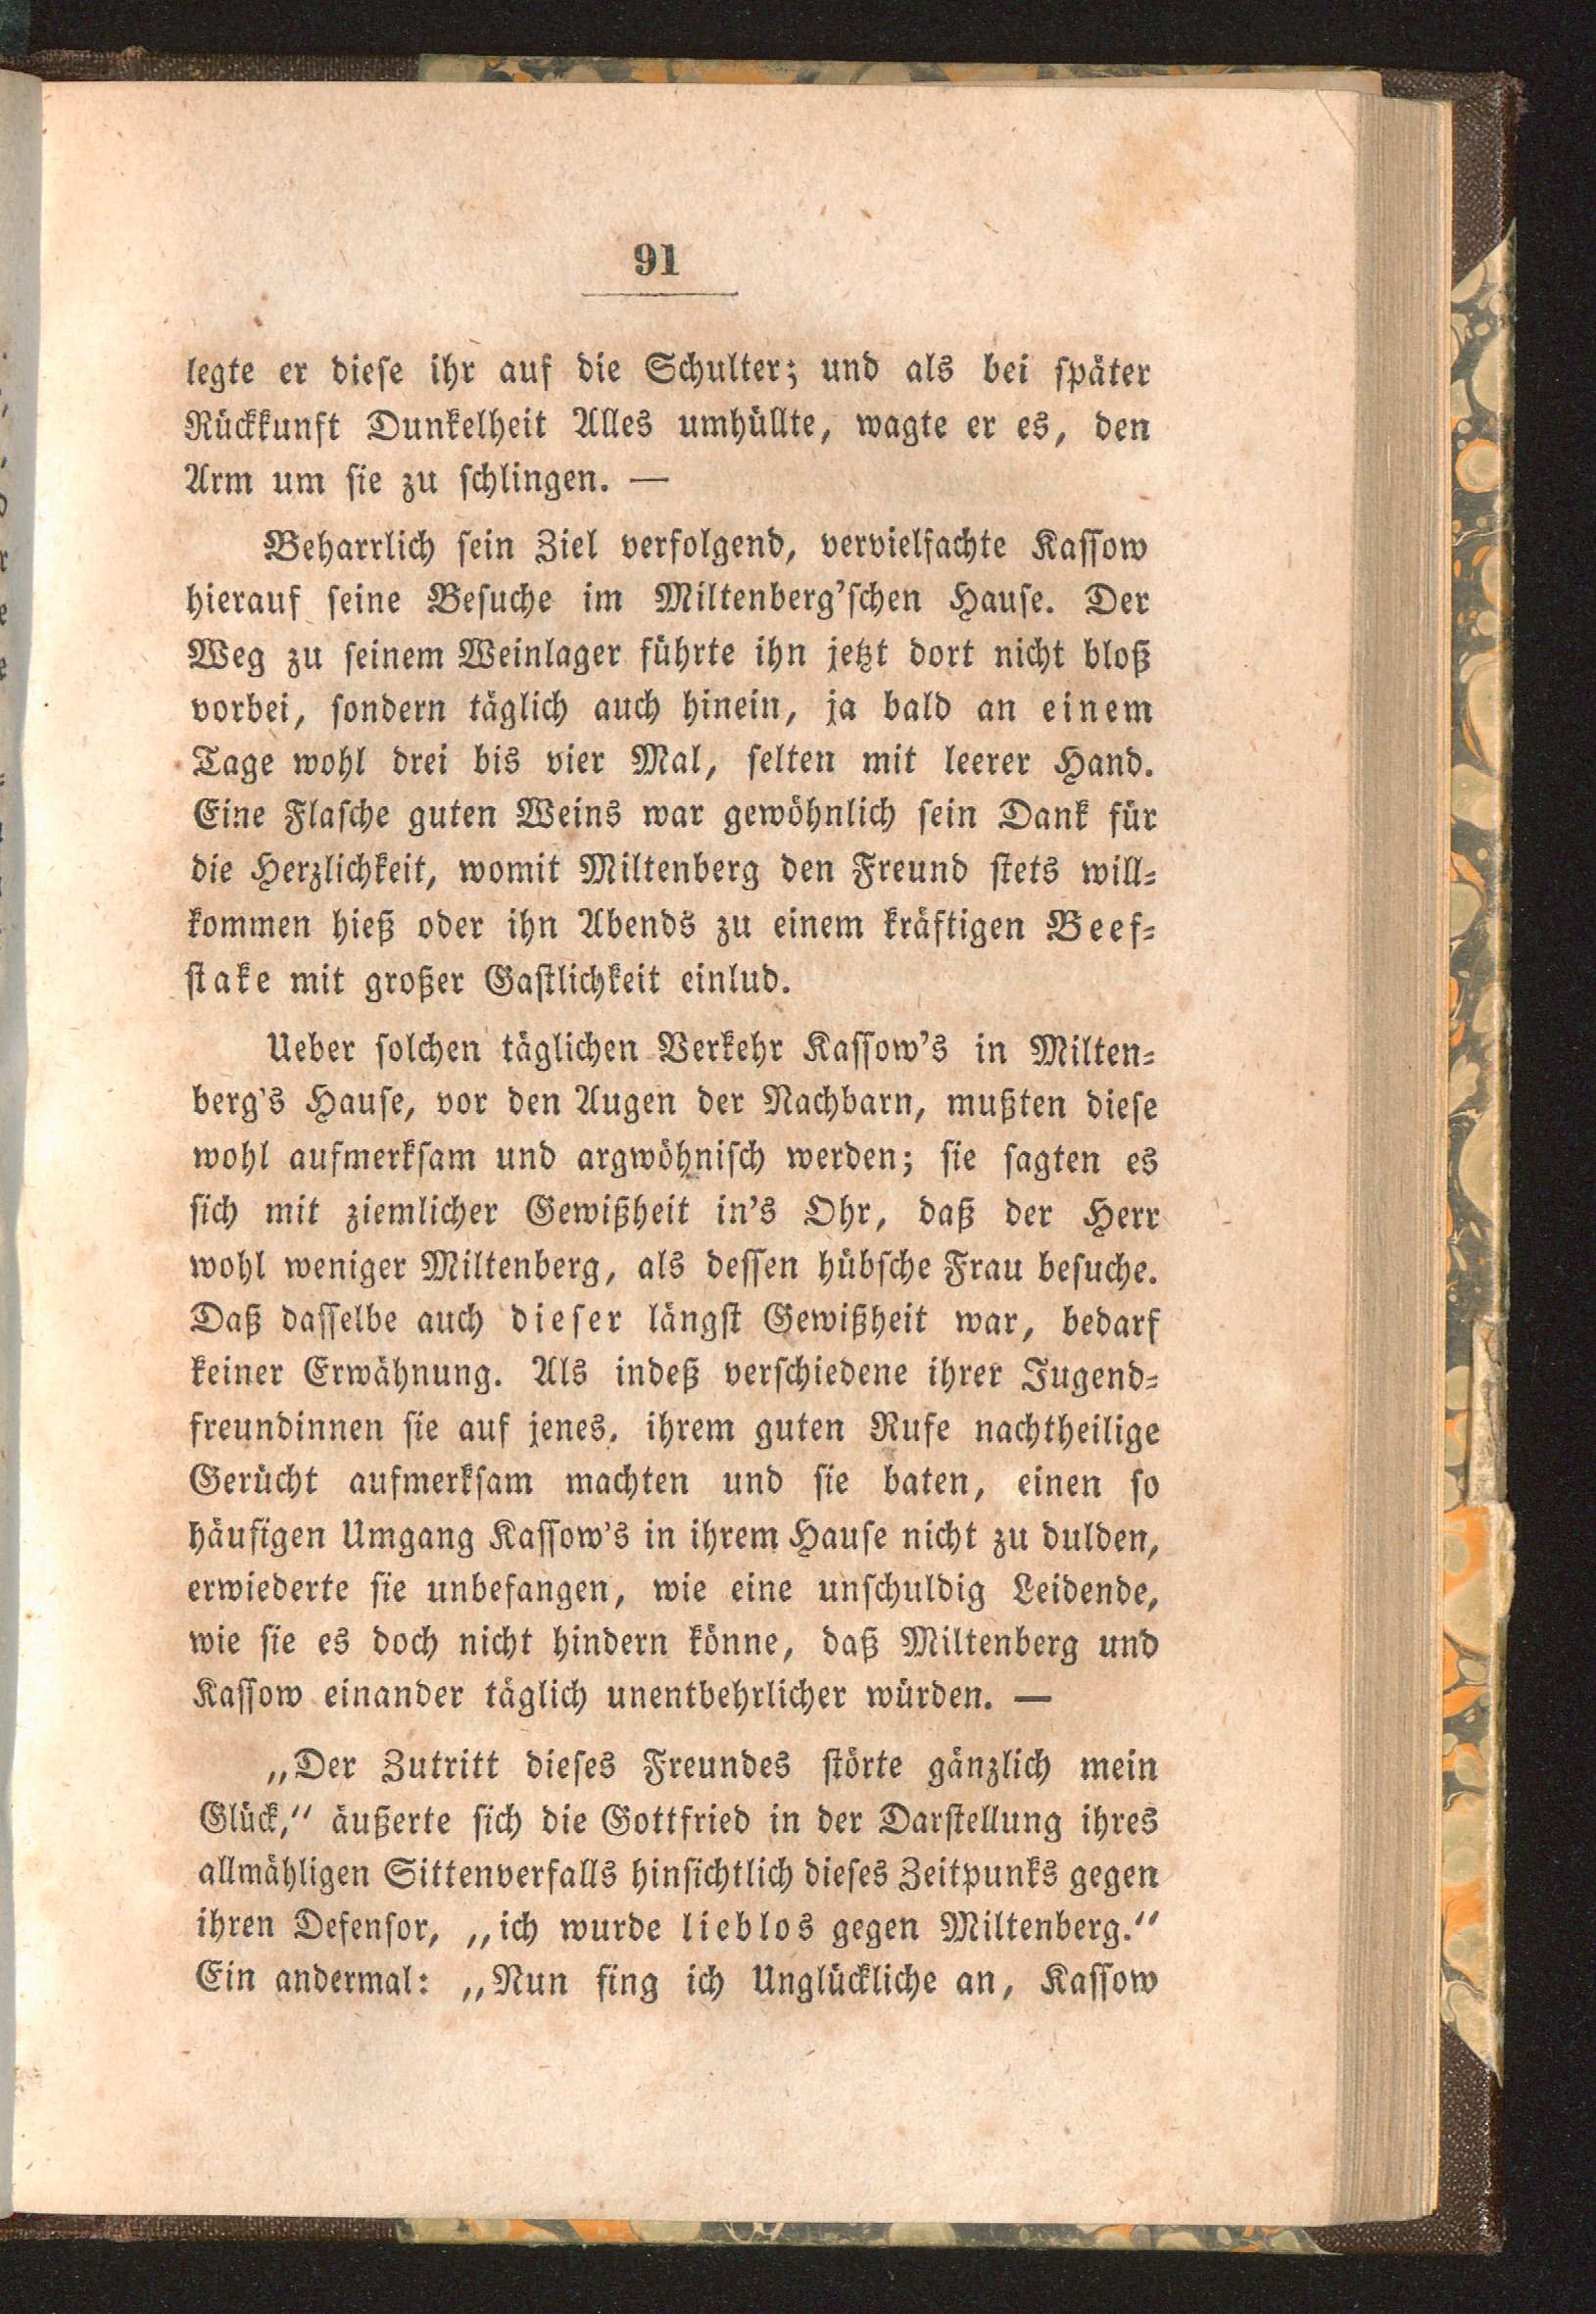 91
legte er diese ihr auf die Schulter; und als bei später
Rückkunft Dunkelheit Alles umhüllte, wagte er es, den
Arm um sie zu schlingen. —
Beharrlich sein Ziel verfolgend, vervielfachte Kassow
hierauf seine Besuche im Miltenberg'schen Hause. Der
Weg zu seinem Weinlager führte ihn jetzt dort nicht bloß
vorbei, sondern täglich auch hinein, ja bald an einem
Tage wohl drei bis vier Mal, selten mit leerer Hand.
Eine Flasche guten Weins war gewöhnlich sein Dank für
die Herzlichkeit, womit Miltenberg den Freund stets will-
kommen hieß oder ihn Abends zu einem kräftigen Beef-
stake mit großer Gastlichkeit einlud.
Ueber solchen täglichen Verkehr Kassow's in Milten-
berg's Hause, vor den Augen der Nachbarn, mußten diese
wohl aufmerksam und argwöhnisch werden; sie sagten es
sich mit ziemlicher Gewißheit in's Ohr, daß der Herr
wohl weniger Miltenberg, als dessen hübsche Frau besuche.
Daß dasselbe auch dieser längst Gewißheit war, bedarf
keiner Erwähnung. Als indeß verschiedene ihrer Jugend-
freundinnen sie auf jenes, ihrem guten Rufe nachtheilige
Gerücht aufmerksam machten und sie baten, einen so
häufigen Umgang Kassow's in ihrem Hause nicht zu dulden,
erwiederte sie unbefangen, wie eine unschuldig Leidende,
wie sie es doch nicht hindern könne, daß Miltenberg und
Kassow einander täglich unentbehrlicher würden. —
„Der Zutritt dieses Freundes störte gänzlich mein
Glück,“ äußerte sich die Gottfried in der Darstellung ihres
allmähligen Sittenverfalls hinsichtlich dieses Zeitpunks gegen
ihren Defensor, „ich wurde lieblos gegen Miltenberg.“
Ein andermal: „Nun fing ich Unglückliche an, Kassow